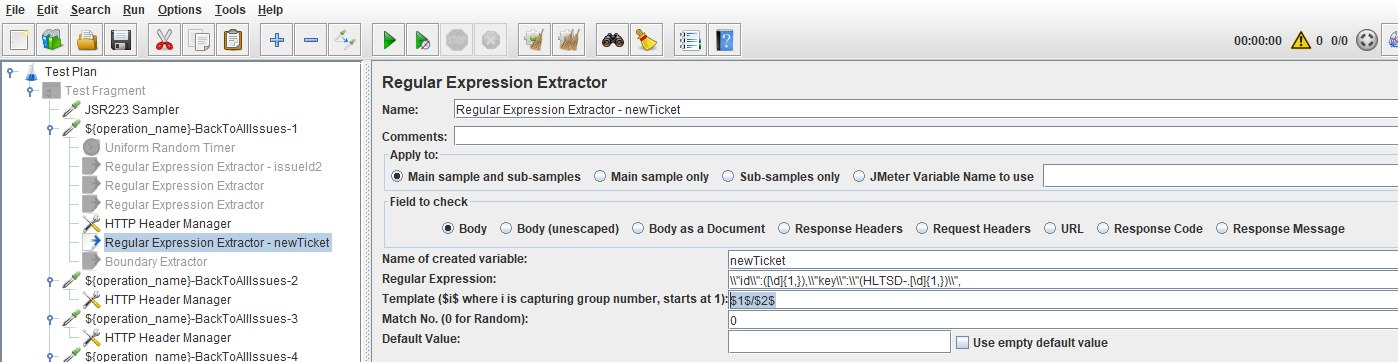 File Edit Search Run Options Tools Help
00:00:00 0 0/0
Test Plan
Test Fragment
JSR223 Sampler
${operation_name}-BackToAllIssues-1
Uniform Random Timer
Regular Expression Extractor - issueId2
Regular Expression Extractor
Regular Expression Extractor
HTTP Header Manager
Regular Expression Extractor - newTicket
Boundary Extractor
${operation_name}-BackToAllIssues-2
HTTP Header Manager
${operation_name}-BackToAllIssues-3
HTTP Header Manager
${operation_name}-BackToAllIssues-4
Regular Expression Extractor
Name: Regular Expression Extractor - newTicket
Comments:
Apply to:
Main sample and sub-samples Main sample only Sub-samples only JMeter Variable Name to use
Field to check
Body Body (unescaped) Body as a Document Response Headers Request Headers URL Response Code Response Message
Name of created variable: newTicket
Regular Expression: \\"id\\":([\d]{1,}),\\"key\\":\\"(HLTSD-.[\d]{1,})\\",
Template ($i$ where i is capturing group number, starts at 1): $1$/$2$
Match No. (0 for Random): 0
Default Value: Use empty default value